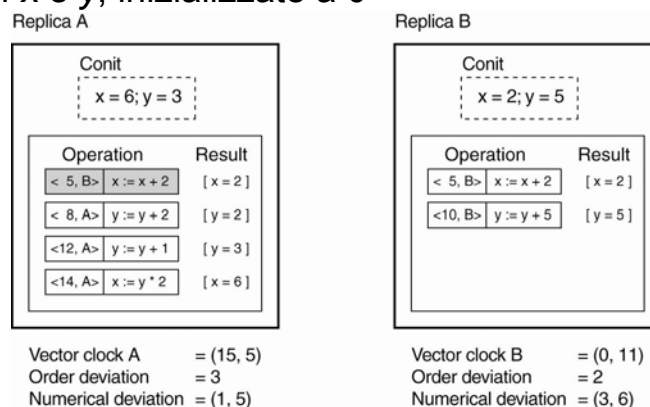 x e y, inizializzate a 0
Replica A
Conit
x = 6; y = 3
Operation Result
< 5, B> x := x + 2 [ x = 2 ]
< 8, A> y := y + 2 [ y = 2 ]
<12, A> y := y + 1 [ y = 3 ]
<14, A> x := y * 2 [ x = 6 ]
Vector clock A = (15, 5)
Order deviation = 3
Numerical deviation = (1, 5)
Replica B
Conit
x = 2; y = 5
Operation Result
< 5, B> x := x + 2 [ x = 2 ]
<10, B> y := y + 5 [ y = 5 ]
Vector clock B = (0, 11)
Order deviation = 2
Numerical deviation = (3, 6)